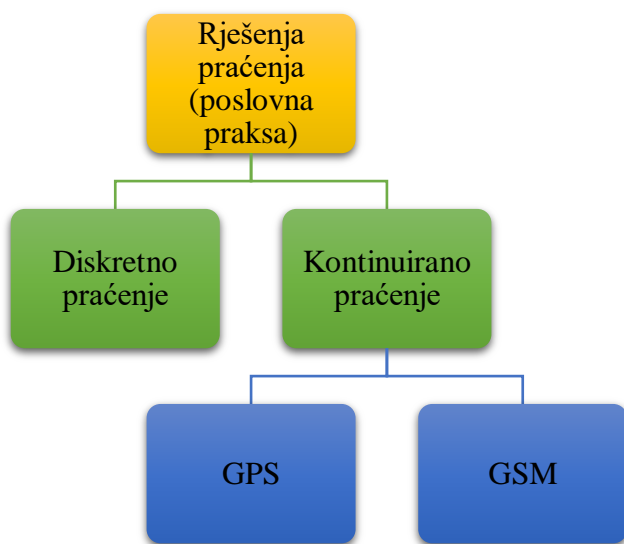 Rješenja
praćenja
(poslovna
praksa)
Diskretno
praćenje
Kontinuirano
praćenje
GPS
GSM